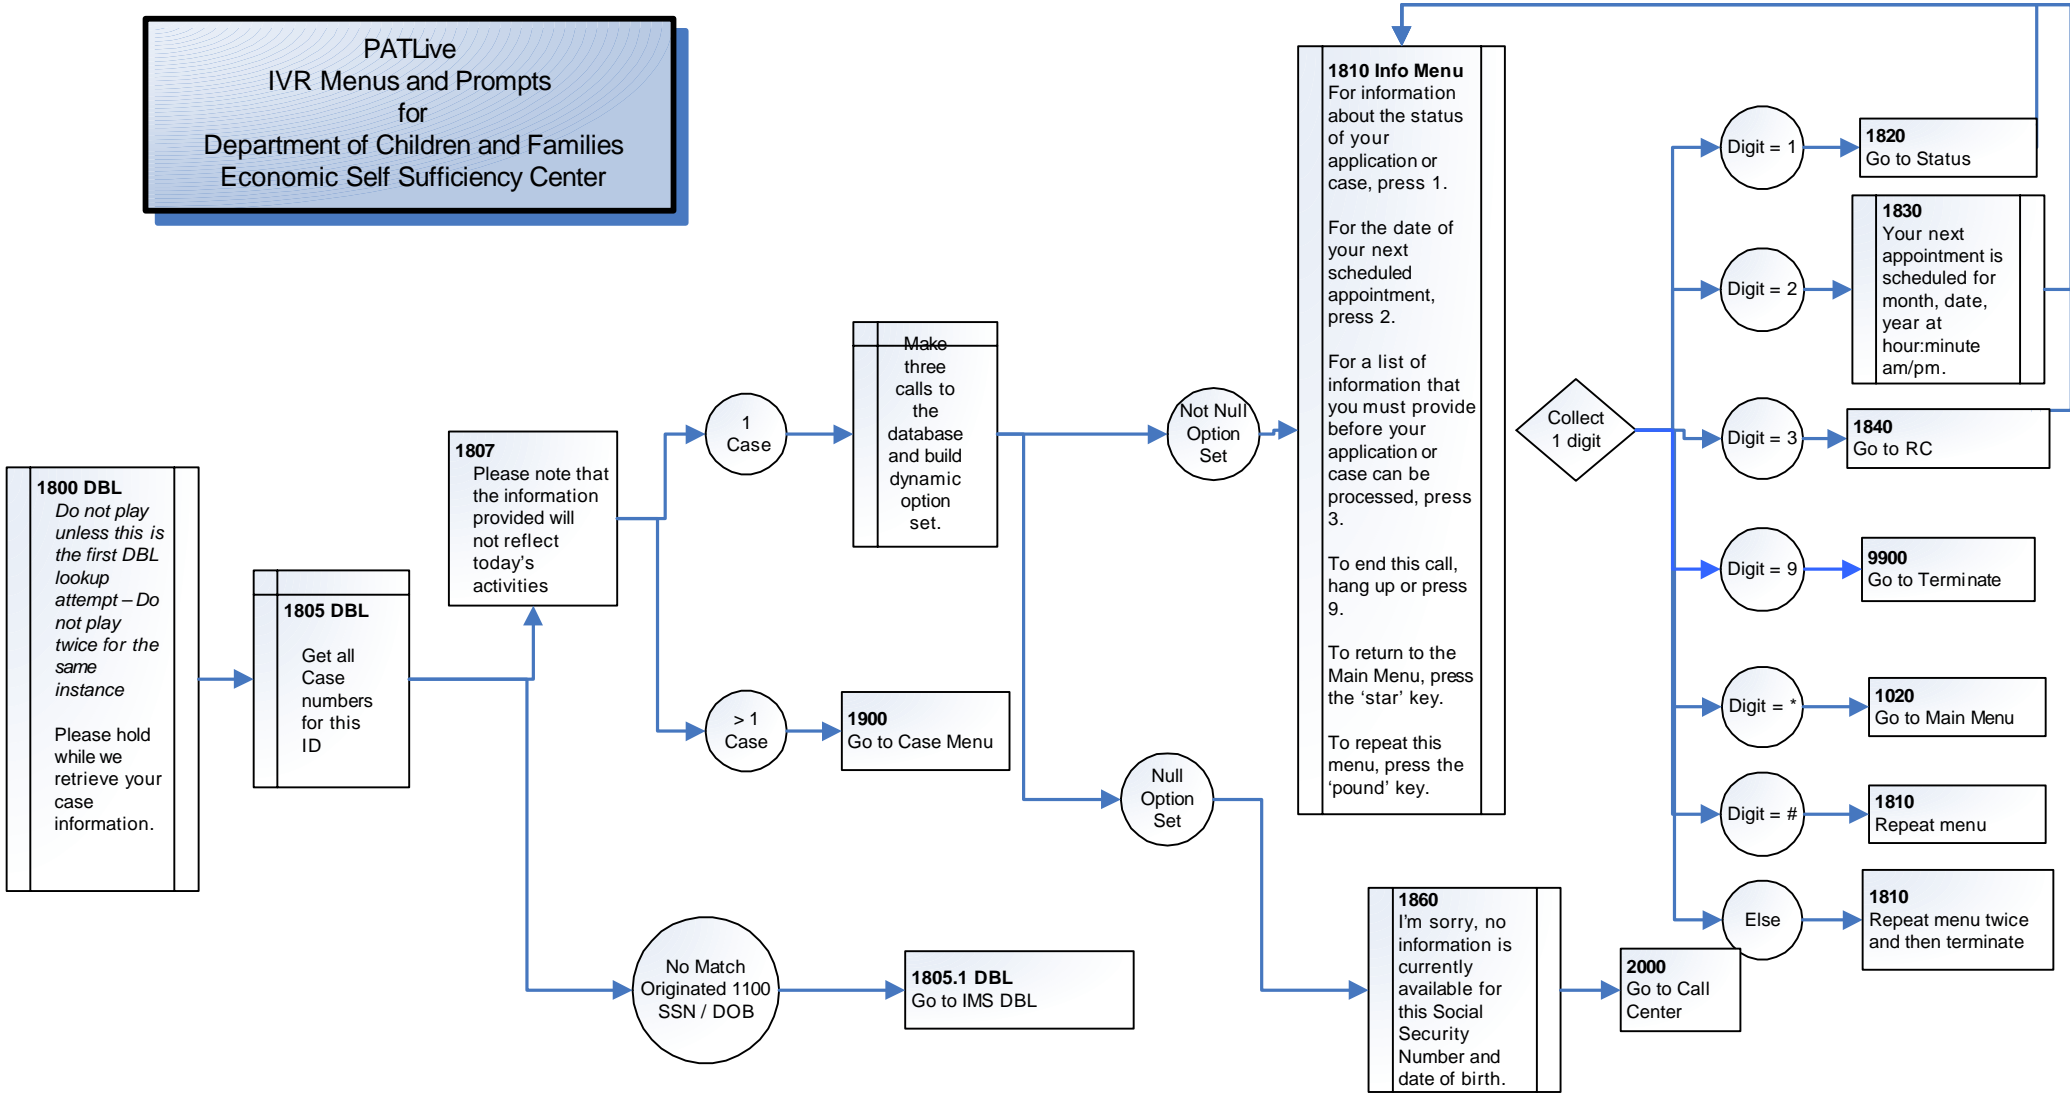 PATLive
IVR Menus and Prompts
for
Department of Children and Families
Economic Self Sufficiency Center
1800 DBL
Do not play
unless this is
the first DBL
lookup
attempt – Do
not play
twice for the
same
instance
Please hold
while we
retrieve your
case
information.
1805 DBL
Get all
Case
numbers
for this
ID
1807
Please note that
the information
provided will
not reflect
today's
activities
1
Case
> 1
Case
1900
Go to Case Menu
No Match
Originated 1100
SSN / DOB
1805.1 DBL
Go to IMS DBL
Make
three
calls to
the
database
and build
dynamic
option
set.
Not Null
Option
Set
Null
Option
Set
1810 Info Menu
For information
about the status
of your
application or
case, press 1.
For the date of
your next
scheduled
appointment,
press 2.
For a list of
information that
you must provide
before your
application or
case can be
processed, press
3.
To end this call,
hang up or press
9.
To return to the
Main Menu, press
the ‘star’ key.
To repeat this
menu, press the
‘pound’ key.
1860
I'm sorry, no
information is
currently
available for
this Social
Security
Number and
date of birth.
2000
Go to Call
Center
Collect
1 digit
Digit = 1
1820
Go to Status
Digit = 2
1830
Your next
appointment is
scheduled for
month, date,
year at
hour:minute
am/pm.
Digit = 3
1840
Go to RC
Digit = 9
9900
Go to Terminate
Digit = *
1020
Go to Main Menu
Digit = #
1810
Repeat menu
Else
1810
Repeat menu twice
and then terminate